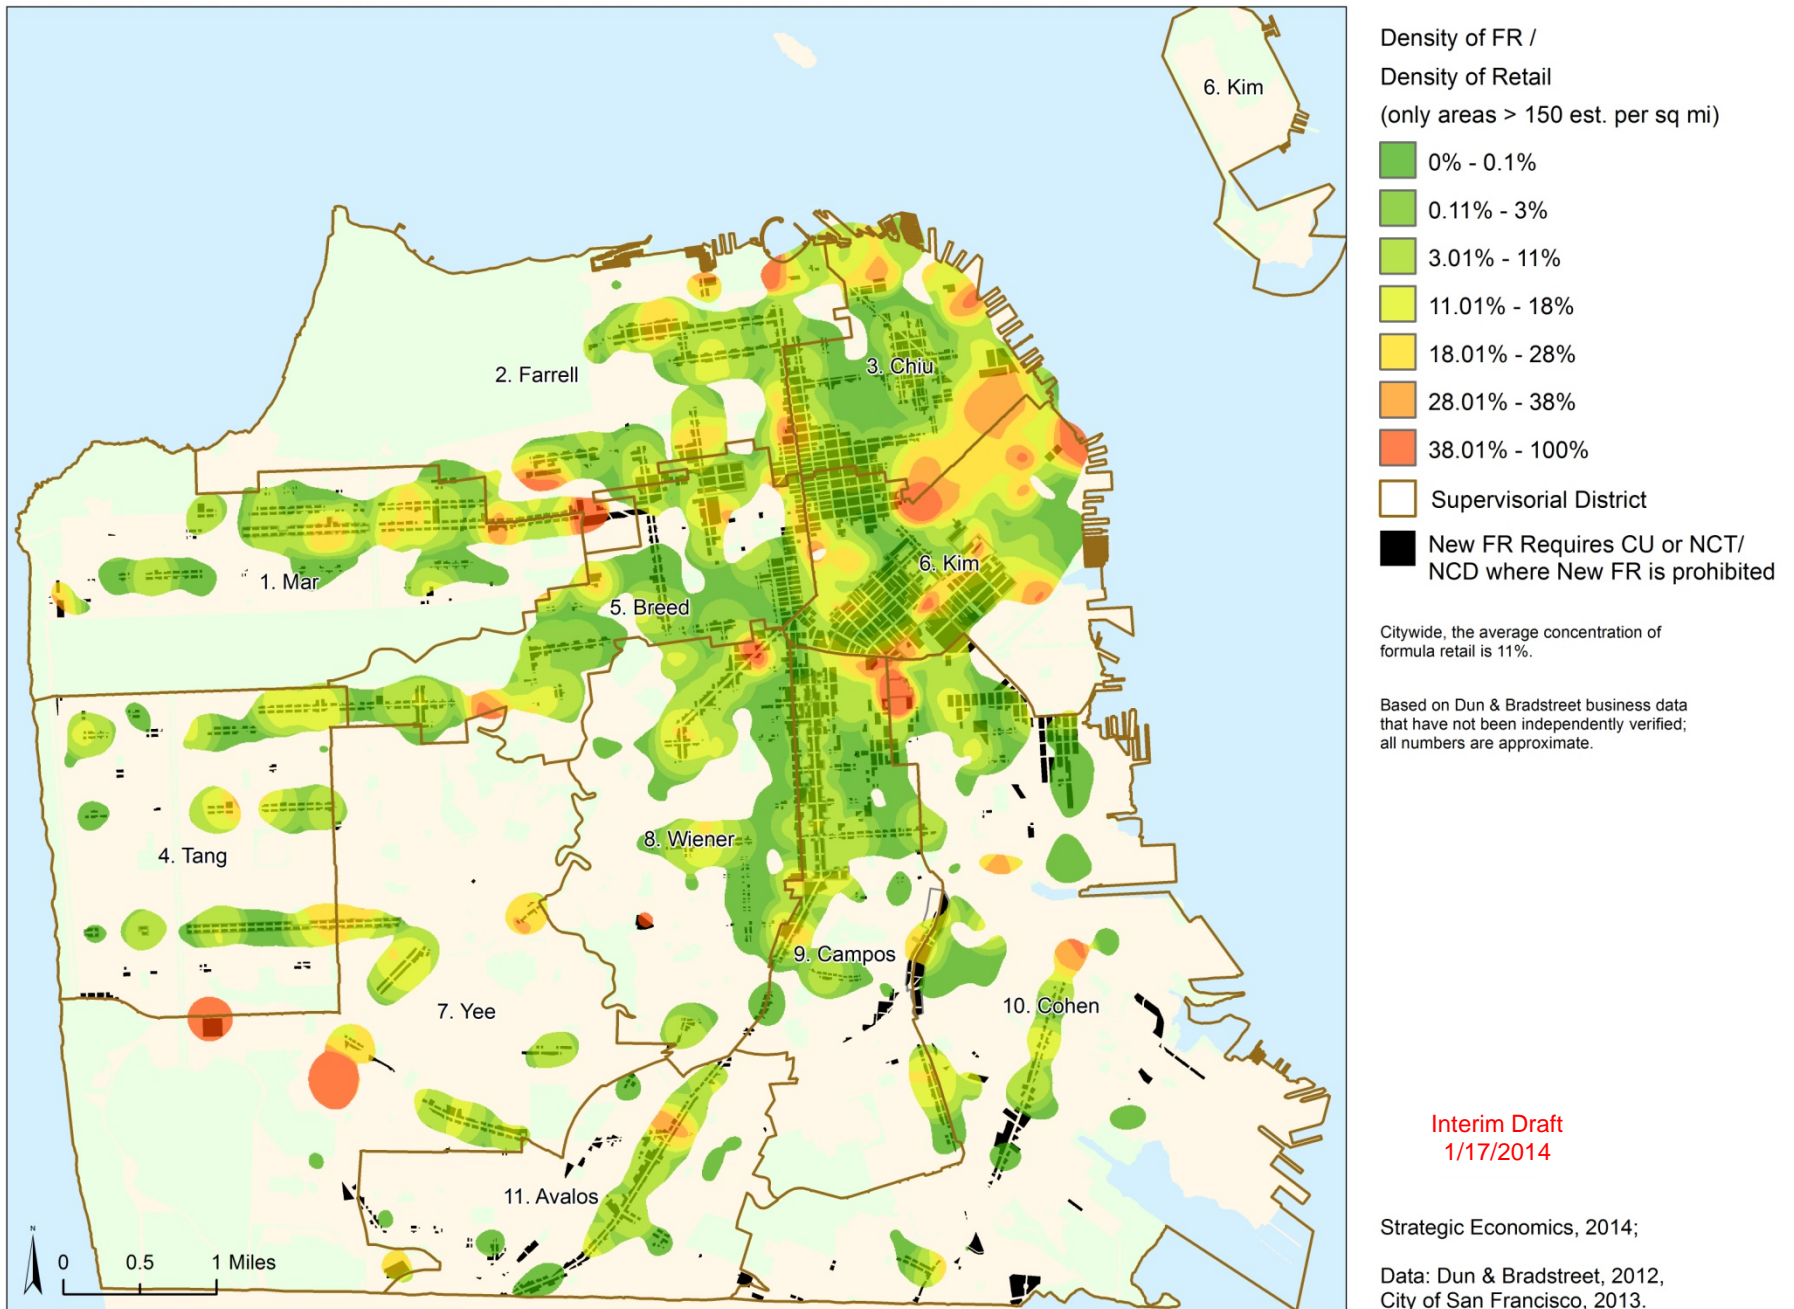 6. Kim
2. Farrell
3. Chiu
1. Mar
5. Breed
6. Kim
4. Tang
8. Wiener
9. Campos
7. Yee
10. Cohen
11. Avalos
N
0 0.5 1 Miles
Density of FR /
Density of Retail
(only areas > 150 est. per sq mi)
0% - 0.1%
0.11% - 3%
3.01% - 11%
11.01% - 18%
18.01% - 28%
28.01% - 38%
38.01% - 100%
Supervisorial District
New FR Requires CU or NCT/
NCD where New FR is prohibited
Citywide, the average concentration of
formula retail is 11%.
Based on Dun & Bradstreet business data
that have not been independently verified;
all numbers are approximate.
Interim Draft
1/17/2014
Strategic Economics, 2014;
Data: Dun & Bradstreet, 2012,
City of San Francisco, 2013.